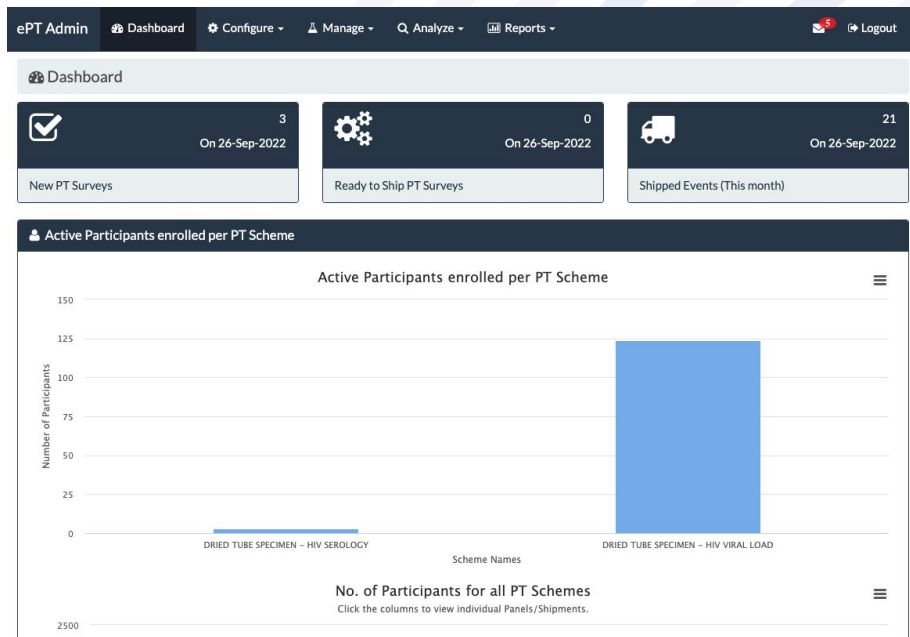 ePT Admin Dashboard Configure Manage Analyze Reports 5 Logout
Dashboard
3
On 26-Sep-2022
New PT Surveys
0
On 26-Sep-2022
Ready to Ship PT Surveys
21
On 26-Sep-2022
Shipped Events (This month)
Active Participants enrolled per PT Scheme
Active Participants enrolled per PT Scheme
150
125
100
75
50
25
0
Number of Participants
DRIED TUBE SPECIMEN – HIV SEROLOGY
DRIED TUBE SPECIMEN – HIV VIRAL LOAD
Scheme Names
No. of Participants for all PT Schemes
Click the columns to view individual Panels/Shipments.
2500